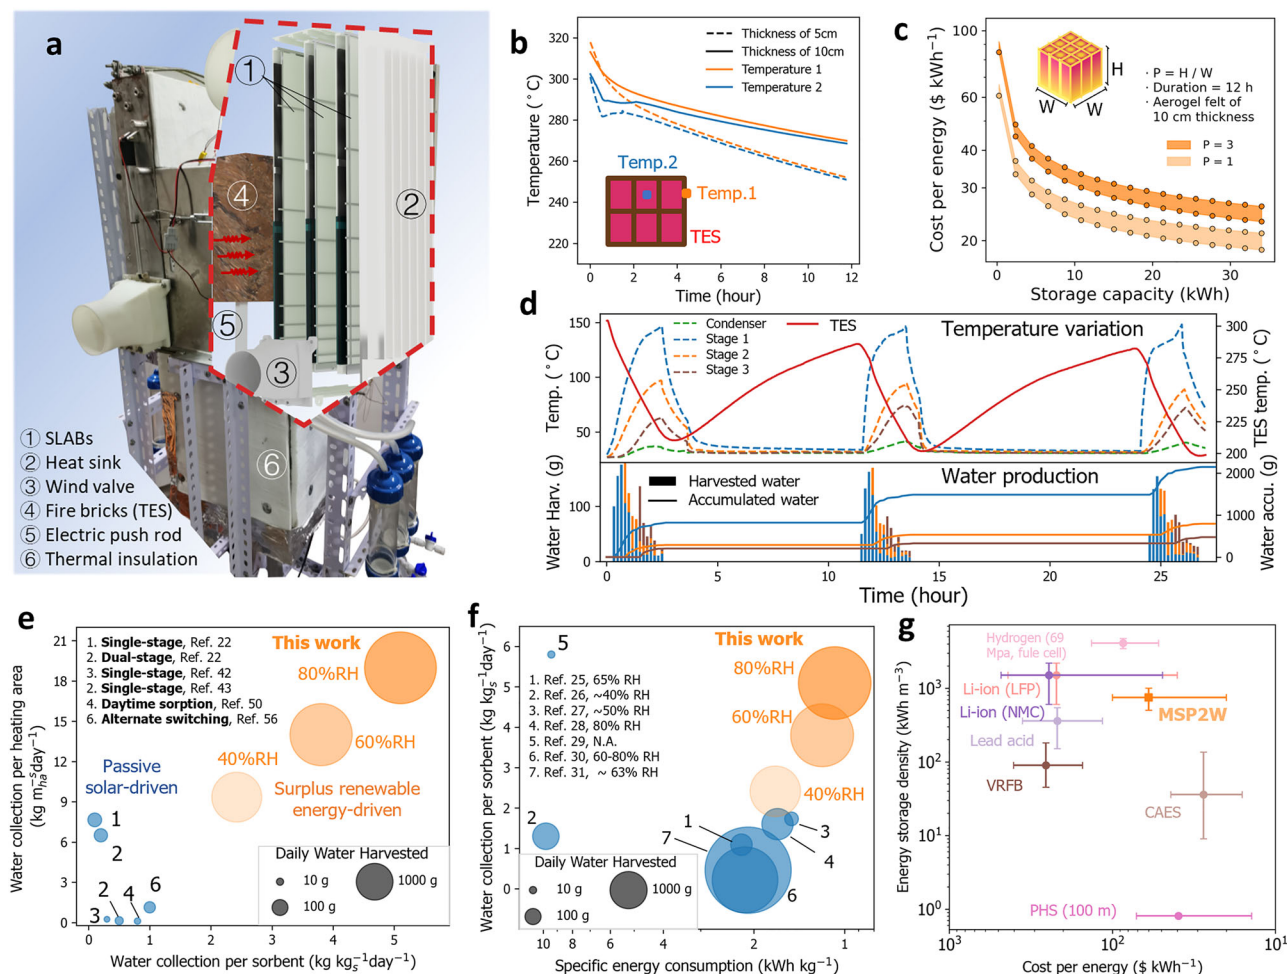 a
①
④
②
⑤
③
⑥
① SLABs
② Heat sink
③ Wind valve
④ Fire bricks (TES)
⑤ Electric push rod
⑥ Thermal insulation
b
Temperature (°C)
320
300
280
260
240
220
Thickness of 5cm
Thickness of 10cm
Temperature 1
Temperature 2
Temp.2
Temp.1
TES
0 2 4 6 8 10 12
Time (hour)
c
Cost per energy ($ kWh⁻¹)
100
60
40
30
20
H
W W
· P = H / W
· Duration = 12 h
· Aerogel felt of
10 cm thickness
P = 3
P = 1
0 10 20 30
Storage capacity (kWh)
d
Temp. (°C)
150
100
50
Condenser
Stage 1
Stage 2
Stage 3
TES
Temperature variation
300
275
250
225
200
TES temp. (°C)
Water Harv. (g)
100
0
Harvested water
Accumulated water
Water production
2000
1000
0
Water accu. (g)
0 5 10 15 20 25
Time (hour)
e
Water collection per heating area
(kg m_ha⁻²day⁻¹)
21
18
15
12
9
6
3
0
1. Single-stage, Ref. 22
2. Dual-stage, Ref. 22
3. Single-stage, Ref. 42
2. Single-stage, Ref. 43
4. Daytime sorption, Ref. 50
6. Alternate switching, Ref. 56
This work
80%RH
60%RH
40%RH
Passive
solar-driven
Surplus renewable
energy-driven
1
2
2
3
4
6
Daily Water Harvested
10 g
100 g
1000 g
0 1 2 3 4 5
Water collection per sorbent (kg kgₛ⁻¹day⁻¹)
f
Water collection per sorbent (kg kgₛ⁻¹day⁻¹)
6
5
4
3
2
1
0
5
This work
80%RH
60%RH
40%RH
1. Ref. 25, 65% RH
2. Ref. 26, ~40% RH
3. Ref. 27, ~50% RH
4. Ref. 28, 80% RH
5. Ref. 29, N.A.
6. Ref. 30, 60-80% RH
7. Ref. 31, ~ 63% RH
2
1
7
3
4
6
Daily Water Harvested
10 g
100 g
1000 g
10 8 6 4 2 1
Specific energy consumption (kWh kg⁻¹)
g
Energy storage density (kWh m⁻³)
10³
10²
10¹
10⁰
Hydrogen (69
Mpa, fule cell)
Li-ion (LFP)
Li-ion (NMC)
MSP2W
Lead acid
VRFB
CAES
PHS (100 m)
10³ 10² 10¹
Cost per energy ($ kWh⁻¹)